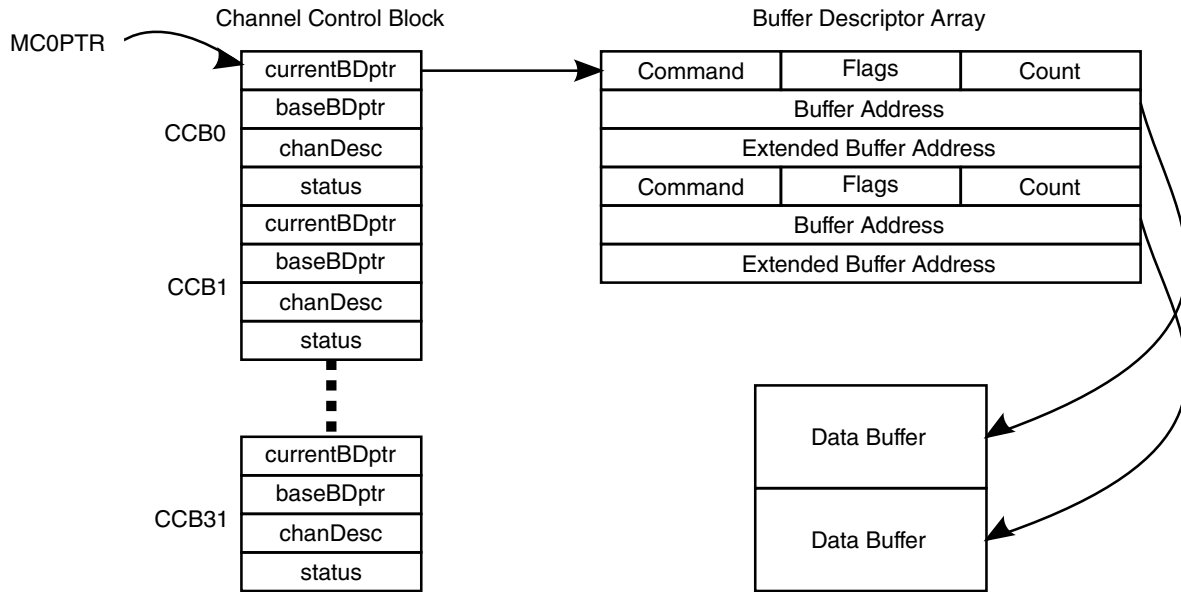 Channel Control Block
MC0PTR
currentBDptr
baseBDptr
CCB0
chanDesc
status
currentBDptr
baseBDptr
CCB1
chanDesc
status
currentBDptr
baseBDptr
CCB31
chanDesc
status
Buffer Descriptor Array
Command Flags Count
Buffer Address
Extended Buffer Address
Command Flags Count
Buffer Address
Extended Buffer Address
Data Buffer
Data Buffer